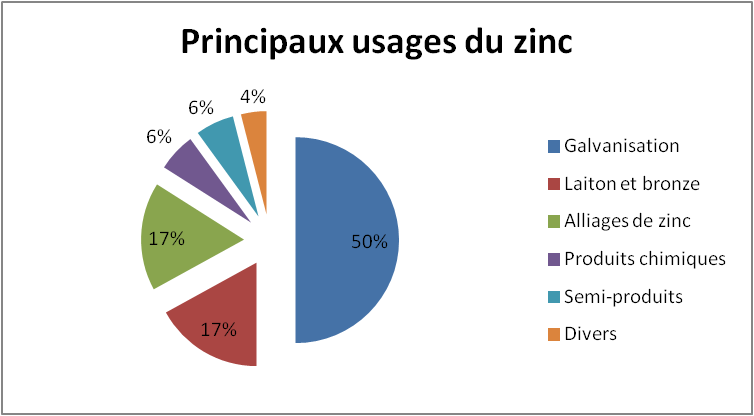 Principaux usages du zinc
4%
6%
6%
17%
17%
50%
Galvanisation
Laiton et bronze
Alliages de zinc
Produits chimiques
Semi-produits
Divers